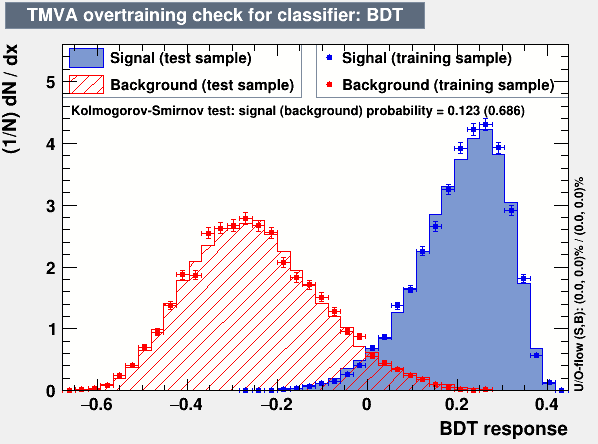 TMVA overtraining check for classifier: BDT
Signal (test sample)
Signal (training sample)
Background (test sample)
Background (training sample)
Kolmogorov-Smirnov test: signal (background) probability = 0.123 (0.686)
(1/N) dN / dx
5
4
3
2
1
0
−0.6 −0.4 −0.2 0 0.2 0.4
BDT response
U/O-flow (S,B): (0.0, 0.0)% / (0.0, 0.0)%